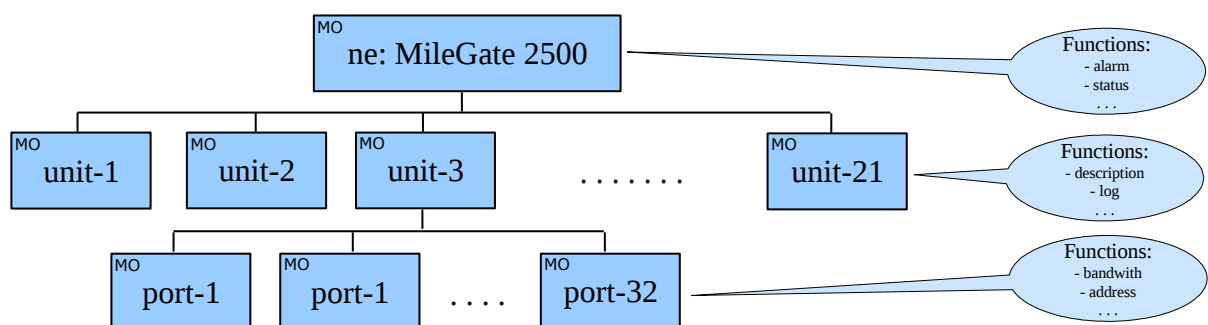 MO
ne: MileGate 2500
Functions:
- alarm
- status
. . .
MO
unit-1
MO
unit-2
MO
unit-3
. . . . . . .
MO
unit-21
Functions:
- description
- log
. . .
MO
port-1
MO
port-1
. . . .
MO
port-32
Functions:
- bandwith
- address
. . .